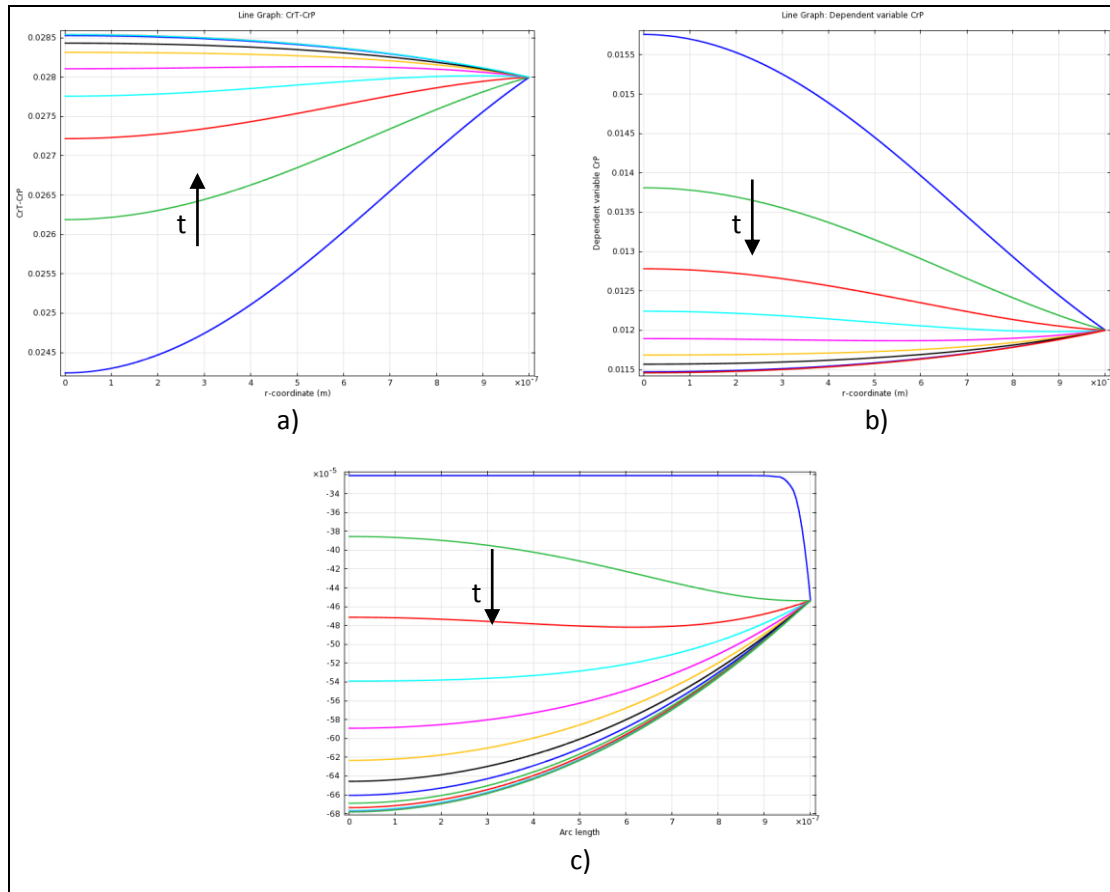 Line Graph: CrT-CrP
CrT-CrP
0.0285
0.028
0.0275
0.027
0.0265
0.026
0.0255
0.025
0.0245
t
0 1 2 3 4 5 6 7 8 9 ×10⁻⁷
r-coordinate (m)
a)
Line Graph: Dependent variable CrP
Dependent variable CrP
0.0155
0.015
0.0145
0.014
0.0135
0.013
0.0125
0.012
0.0115
t
0 1 2 3 4 5 6 7 8 9 ×10⁻⁷
r-coordinate (m)
b)
×10⁻⁵
-34
-36
-38
-40
-42
-44
-46
-48
-50
-52
-54
-56
-58
-60
-62
-64
-66
-68
t
0 1 2 3 4 5 6 7 8 9 ×10⁻⁷
Arc length
c)